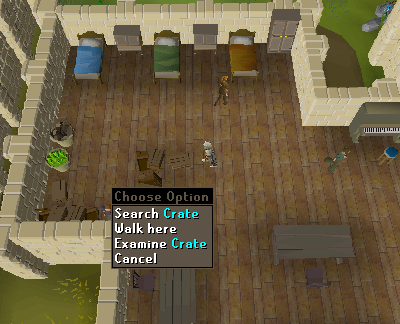 Choose Option
Search Crate
Walk here
Examine Crate
Cancel